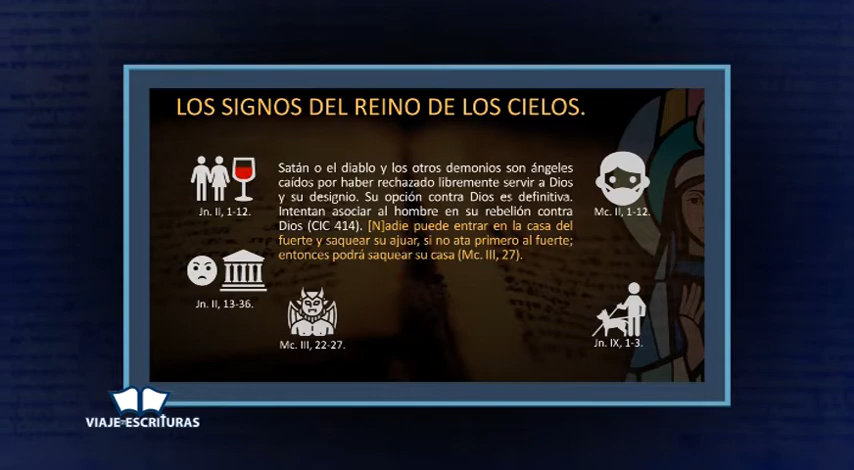 LOS SIGNOS DEL REINO DE LOS CIELOS.
Jn. II, 1-12.
Satán o el diablo y los otros demonios son ángeles
caídos por haber rechazado libremente servir a Dios
y su designio. Su opción contra Dios es definitiva.
Intentan asociar al hombre en su rebelión contra
Dios (CIC 414). [N]adie puede entrar en la casa del
fuerte y saquear su ajuar, si no ata primero al fuerte;
entonces podrá saquear su casa (Mc. III, 27).
Mc. II, 1-12.
Jn. II, 13-36.
Mc. III, 22-27.
Jn. IX, 1-3.
VIAJE ESCRITURAS